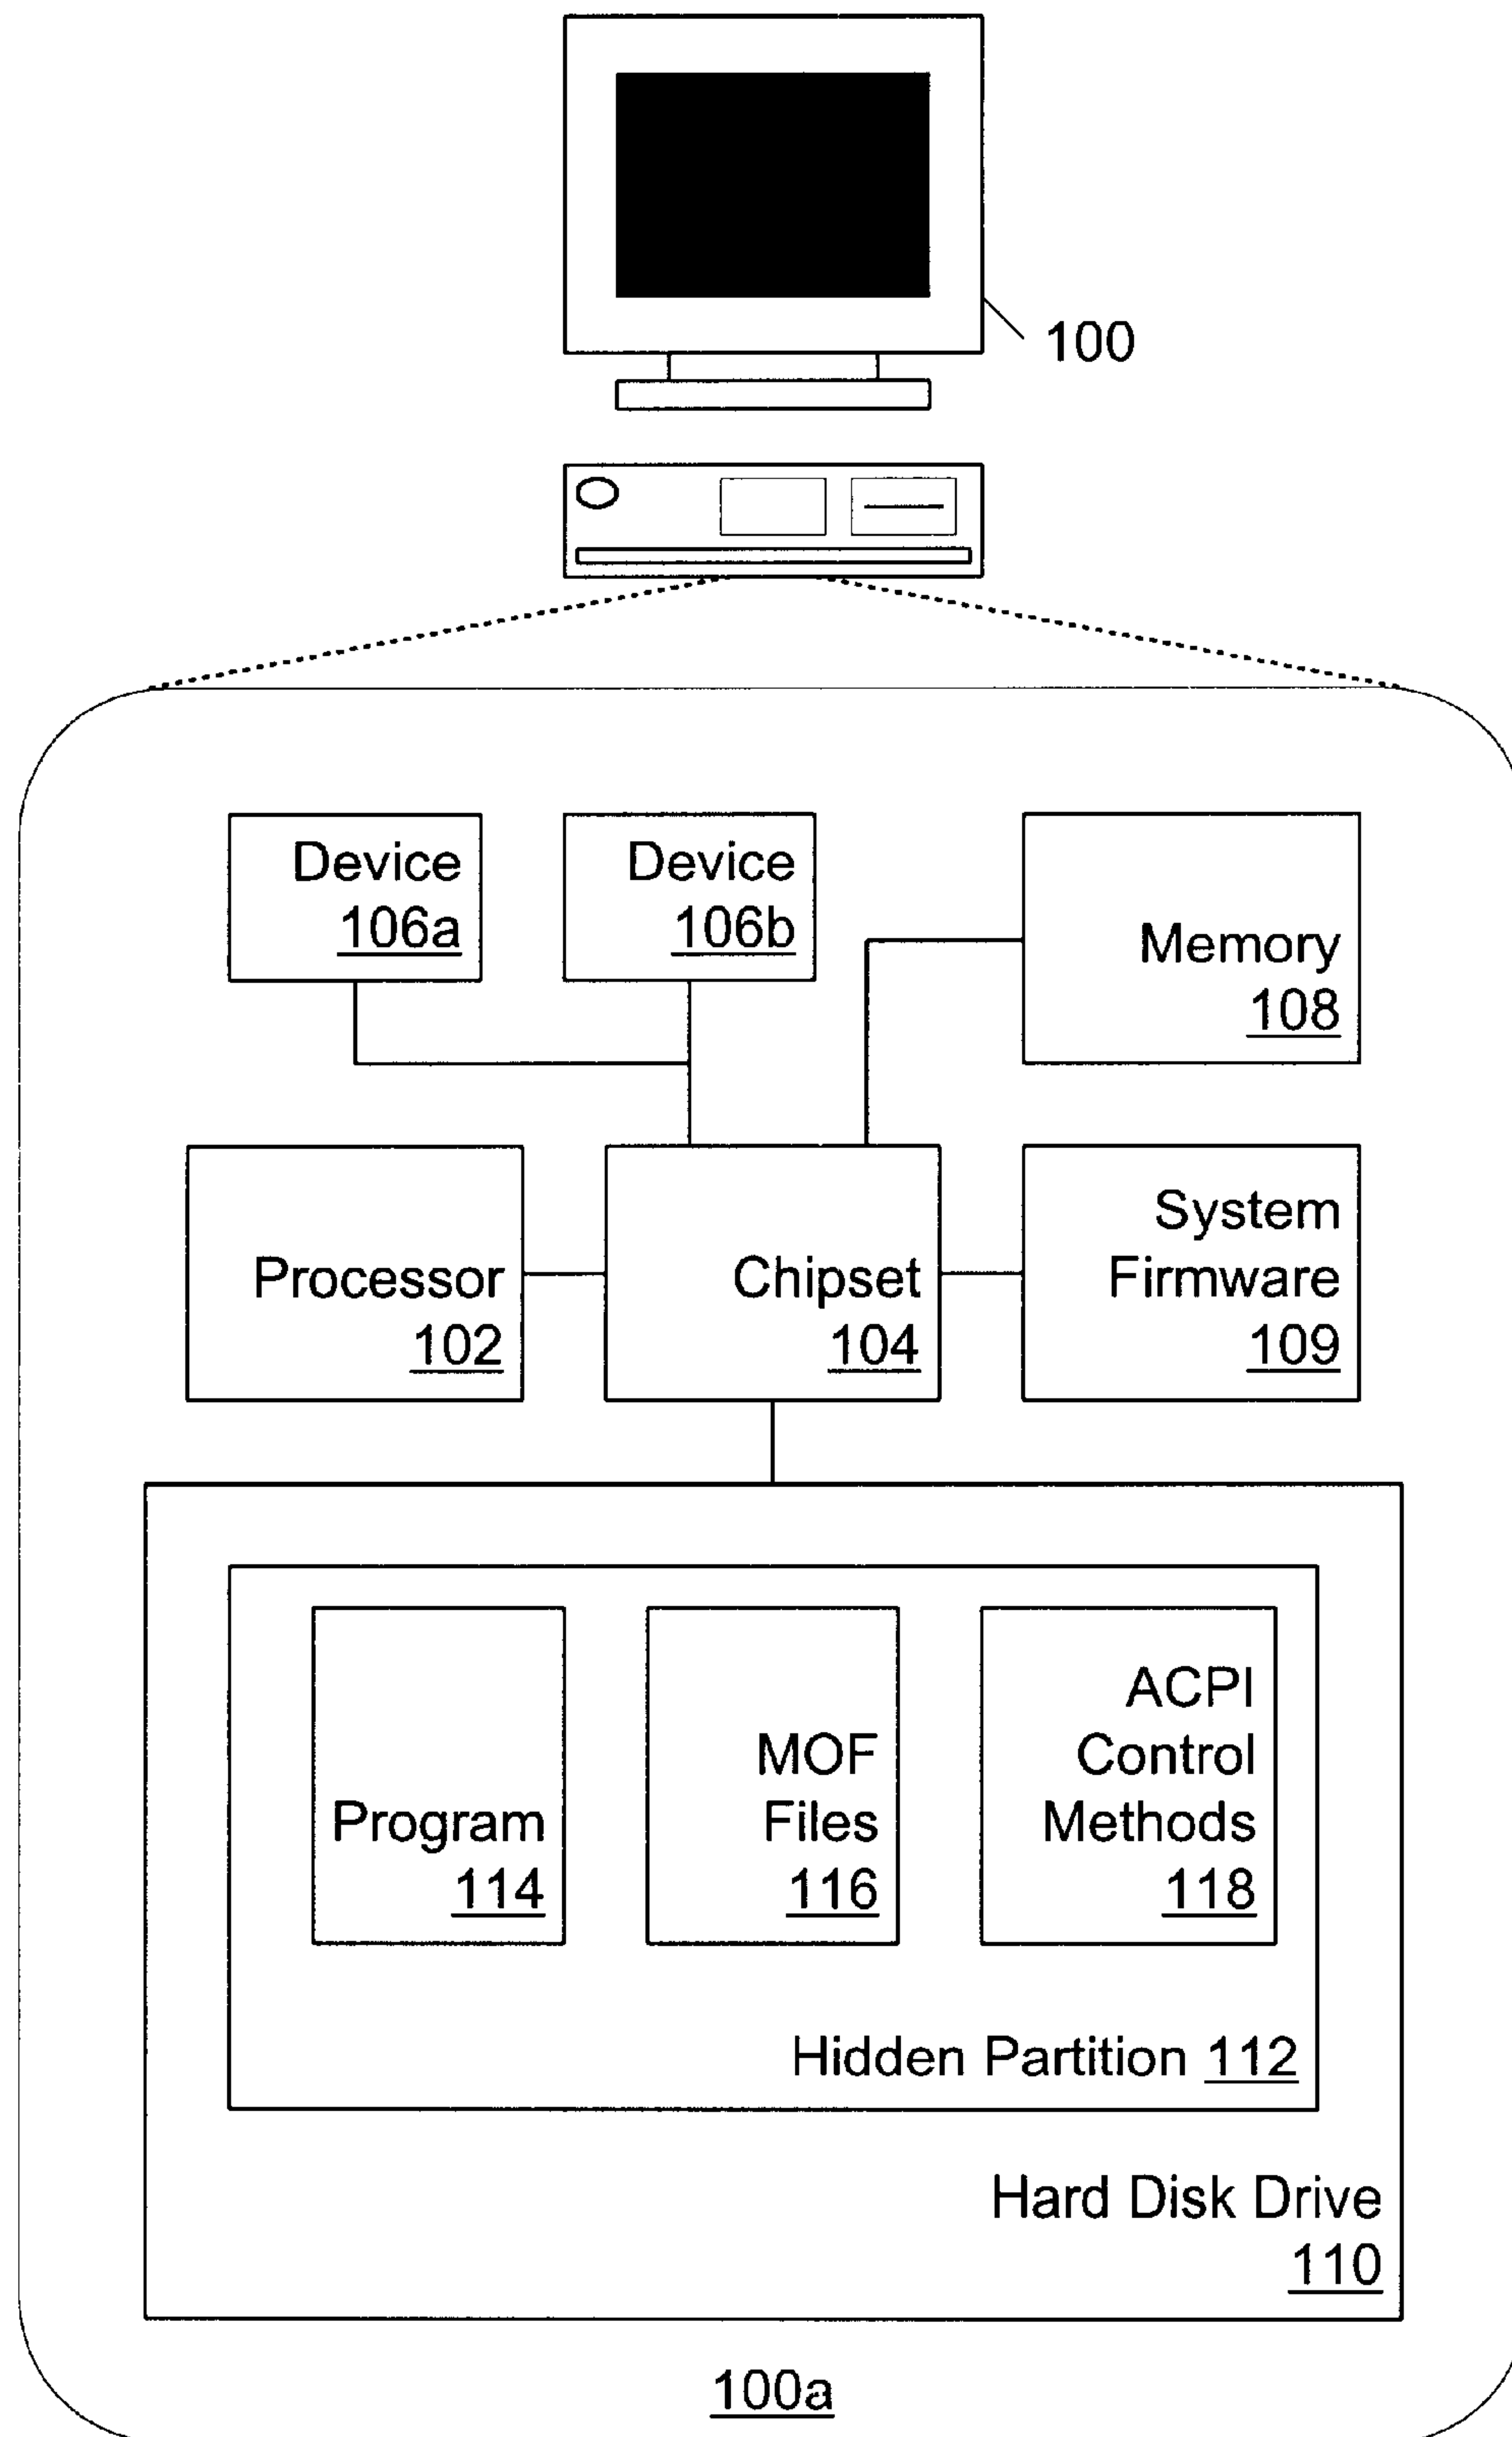 100
Device
106a
Device
106b
Memory
108
Processor
102
Chipset
104
System
Firmware
109
Program
114
MOF
Files
116
ACPI
Control
Methods
118
Hidden Partition 112
Hard Disk Drive
110
100a